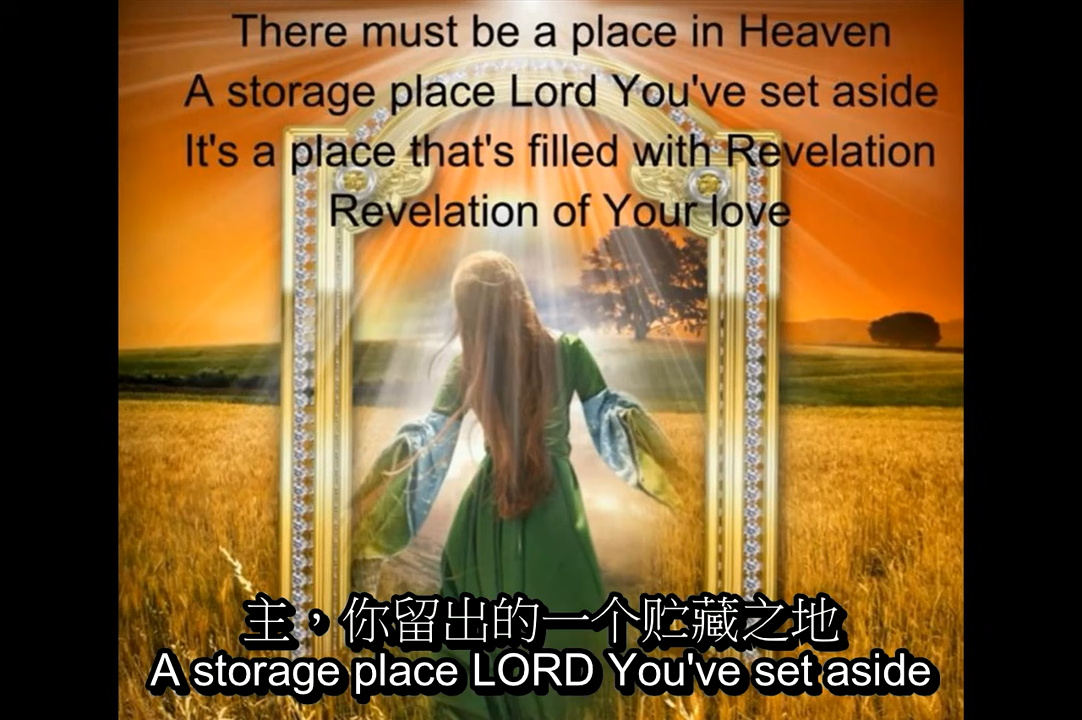 There must be a place in Heaven
A storage place Lord You've set aside
It's a place that's filled with Revelation
Revelation of Your love
主，你留出的一个贮藏之地
A storage place LORD You've set aside